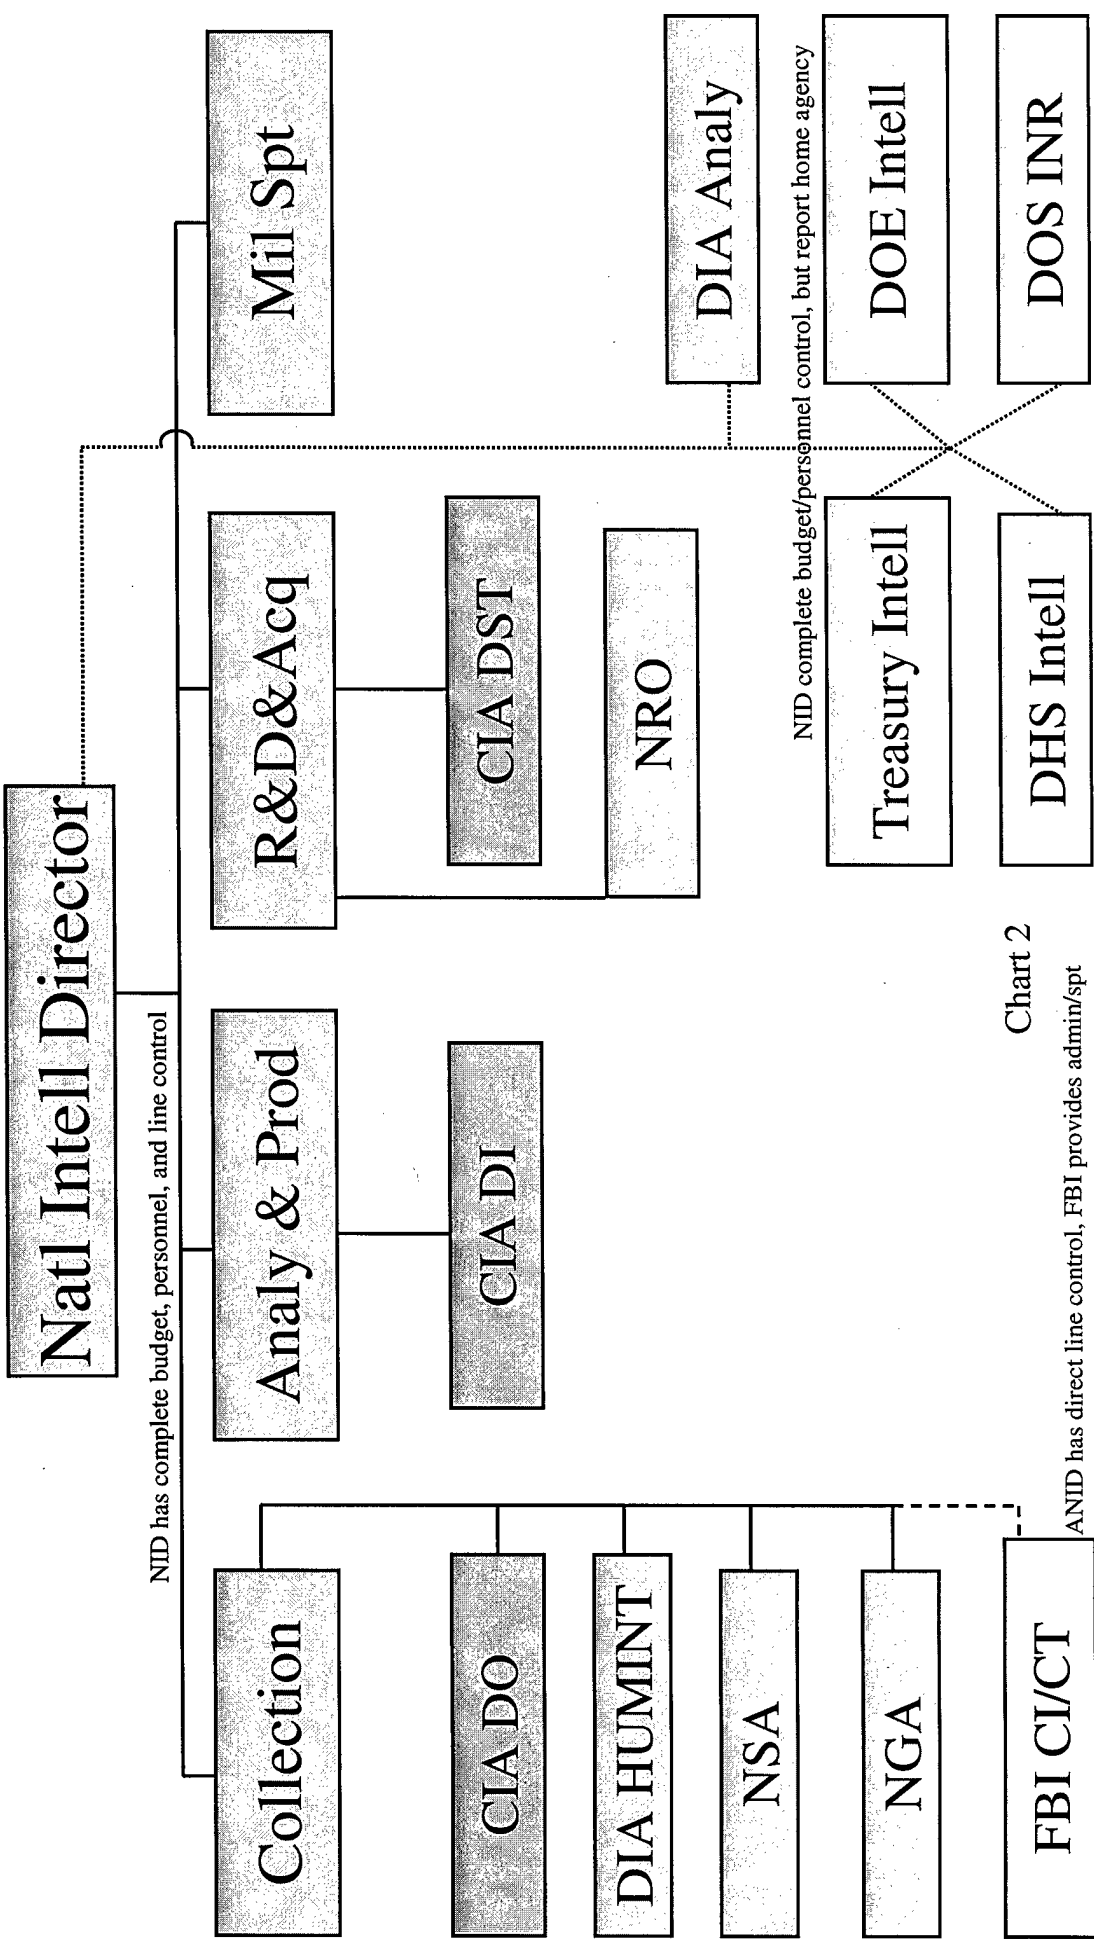 Natl Intell Director
NID has complete budget, personnel, and line control
Collection
Analy & Prod
R&D&Acq
Mil Spt
CIA DO
CIA DI
CIA DST
DIA HUMINT
NRO
DIA Analy
NSA
NID complete budget/personnel control, but report home agency
NGA
Treasury Intell
DOE Intell
FBI CI/CT
DHS Intell
DOS INR
Chart 2
ANID has direct line control, FBI provides admin/spt